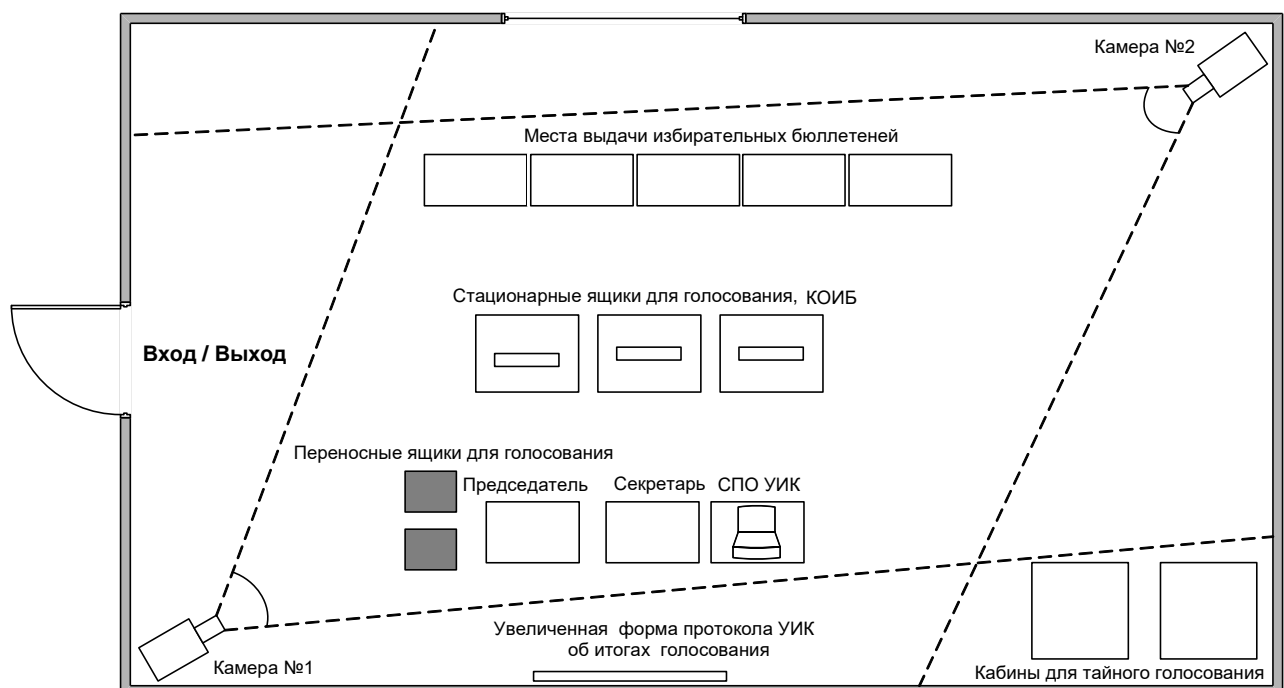 Камера №2
Места выдачи избирательных бюллетеней
Стационарные ящики для голосования, КОИБ
Вход / Выход
Переносные ящики для голосования
Председатель
Секретарь
СПО УИК
Увеличенная форма протокола УИК
об итогах голосования
Камера №1
Кабины для тайного голосования